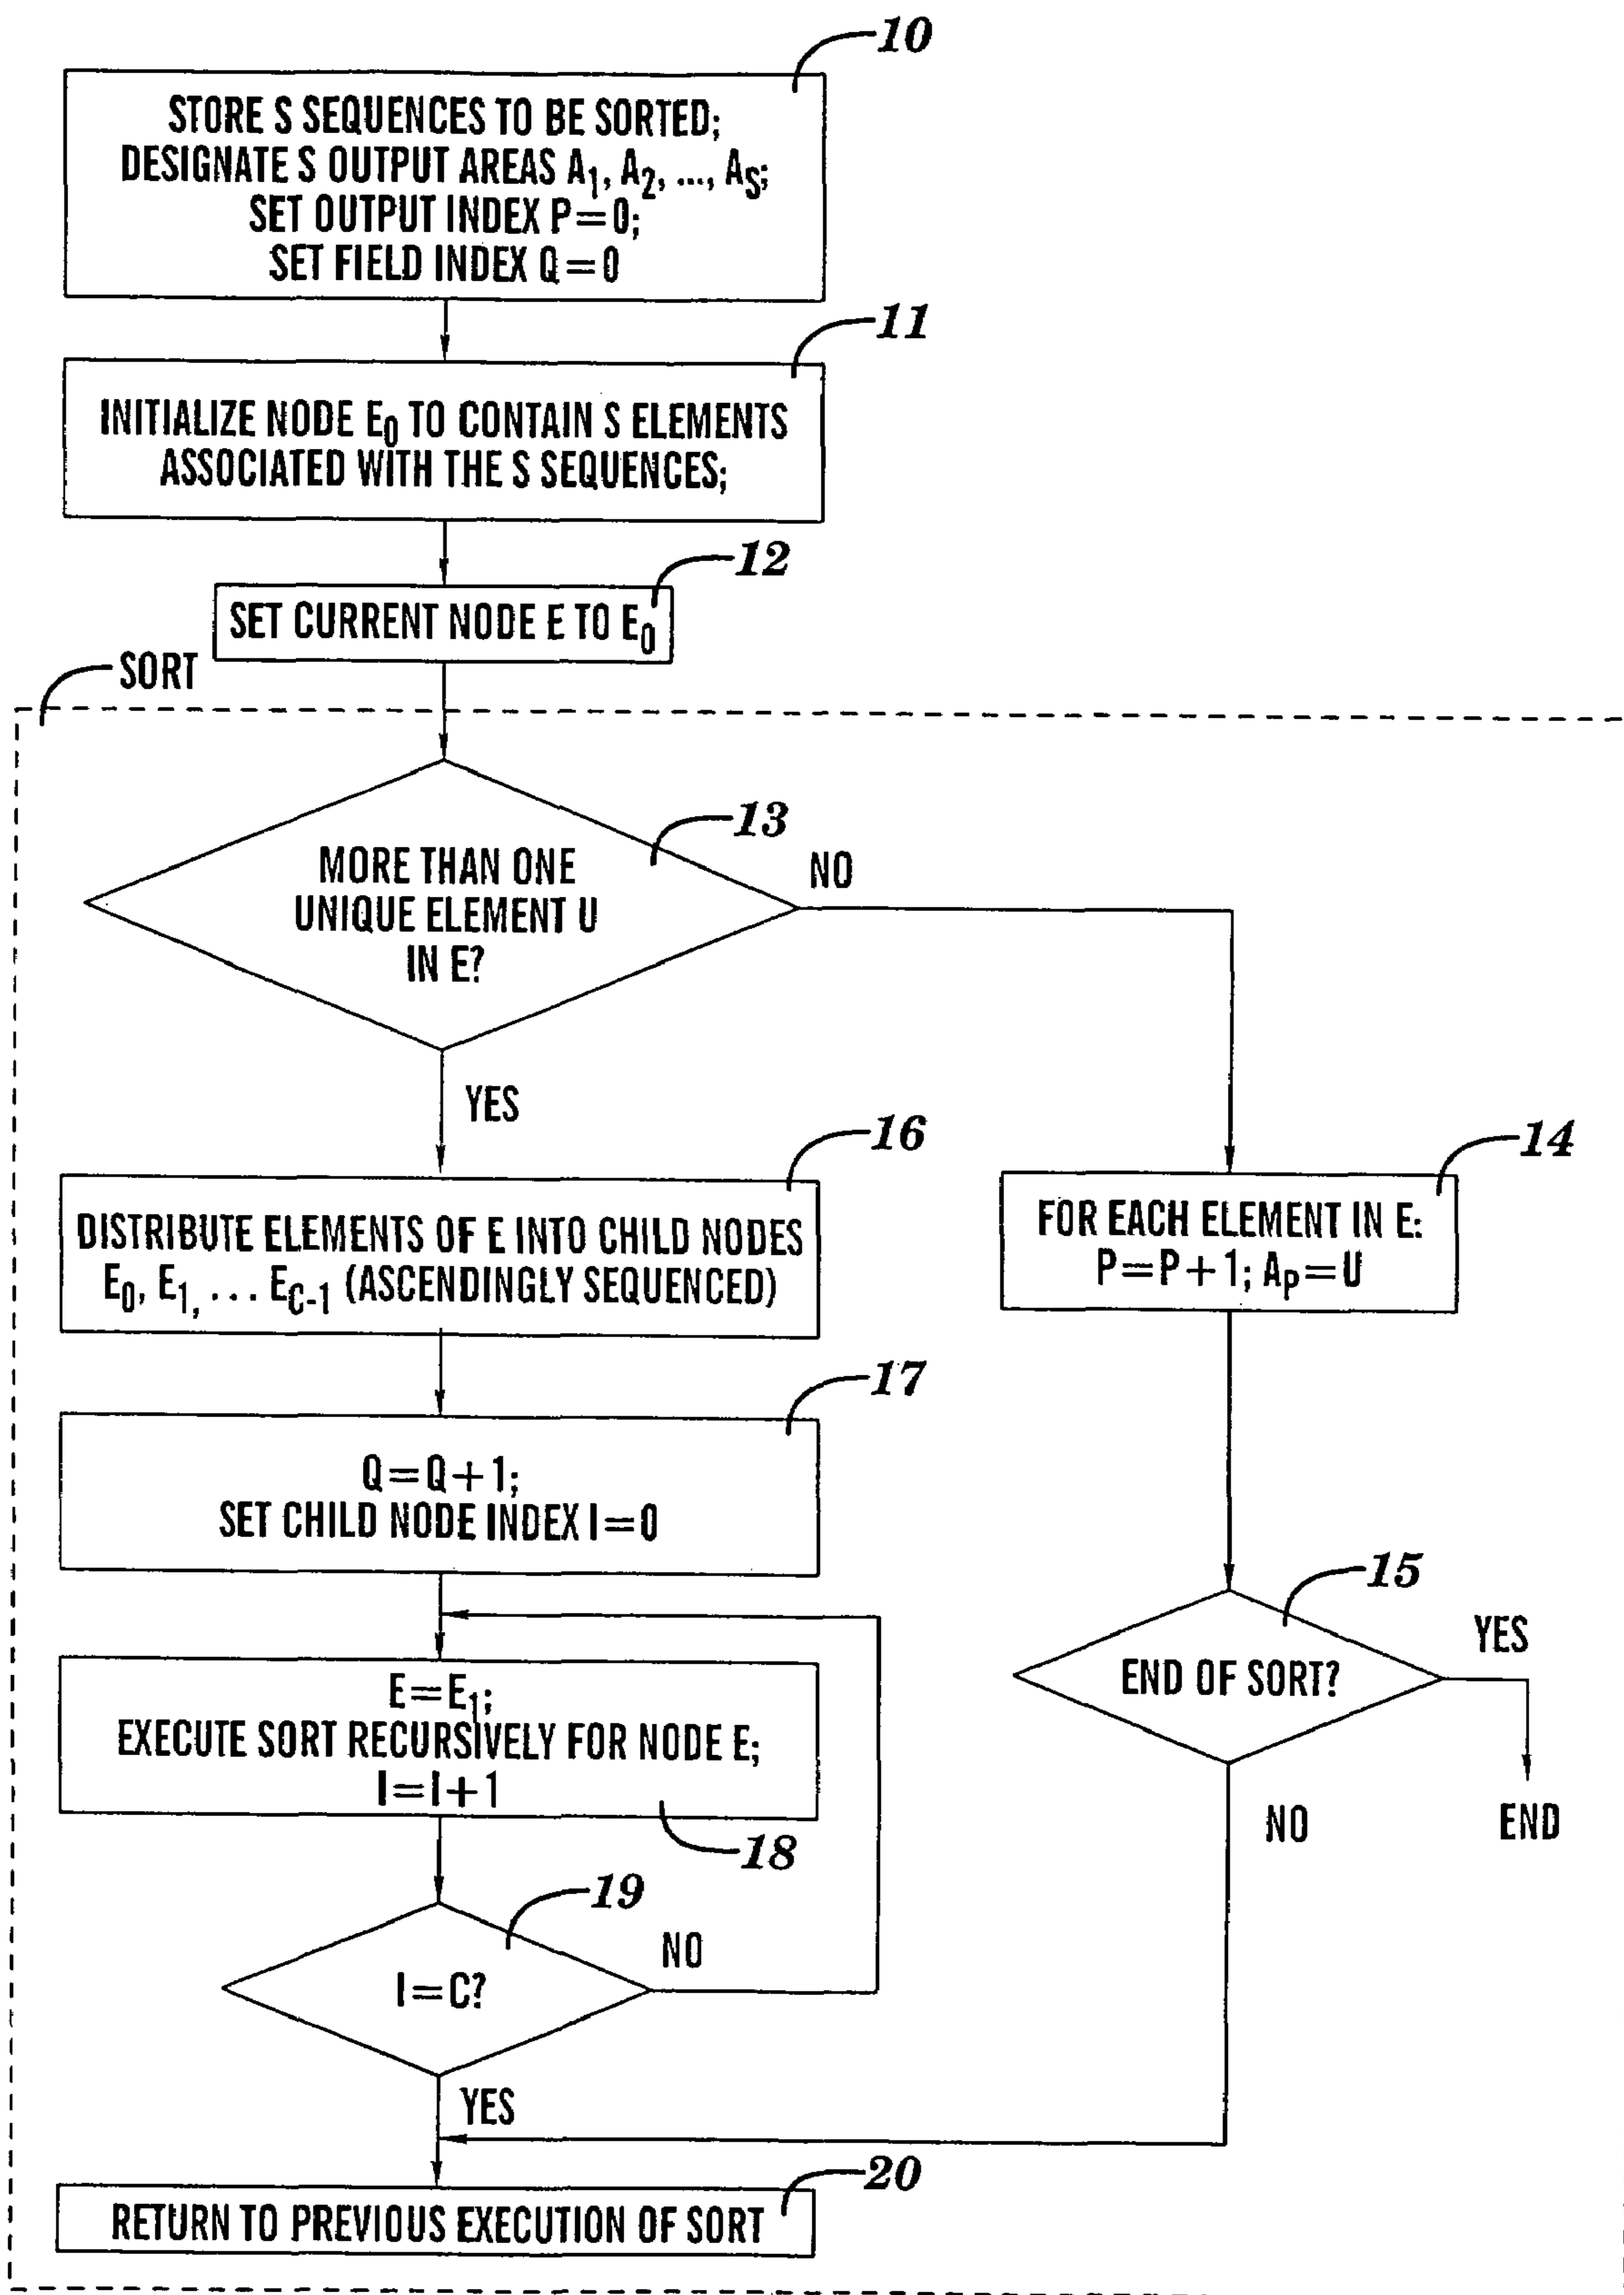 10
STORE S SEQUENCES TO BE SORTED;
DESIGNATE S OUTPUT AREAS A1, A2, ..., AS;
SET OUTPUT INDEX P=0;
SET FIELD INDEX Q=0
11
INITIALIZE NODE E0 TO CONTAIN S ELEMENTS
ASSOCIATED WITH THE S SEQUENCES;
12
SET CURRENT NODE E TO E0
SORT
13
MORE THAN ONE
UNIQUE ELEMENT U
IN E?
NO
YES
16
DISTRIBUTE ELEMENTS OF E INTO CHILD NODES
E0, E1, ... EC-1 (ASCENDINGLY SEQUENCED)
14
FOR EACH ELEMENT IN E:
P=P+1; AP=U
17
Q=Q+1;
SET CHILD NODE INDEX I=0
15
END OF SORT?
YES
END
NO
E=E1;
EXECUTE SORT RECURSIVELY FOR NODE E;
I=I+1
18
19
I=C?
NO
YES
20
RETURN TO PREVIOUS EXECUTION OF SORT